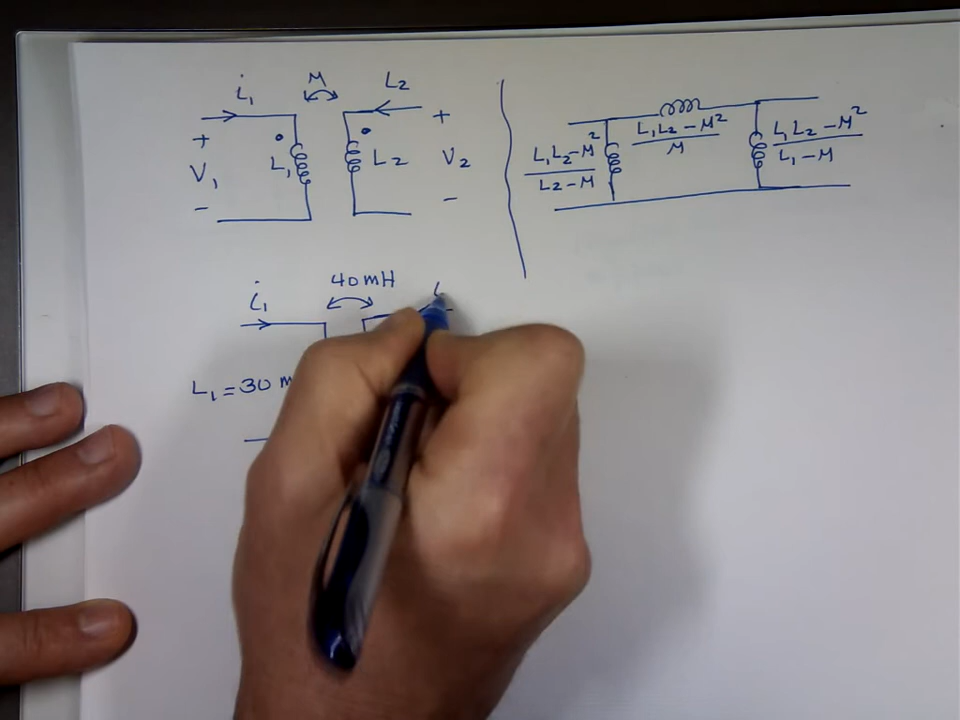 i₁ M L₂
+ L₁ L₂ +
V₁ V₂
- -
L₁L₂-M² / L₂-M
L₁L₂-M² / M
L₁L₂-M² / L₁-M
40mH
i₁
L₁=30 m